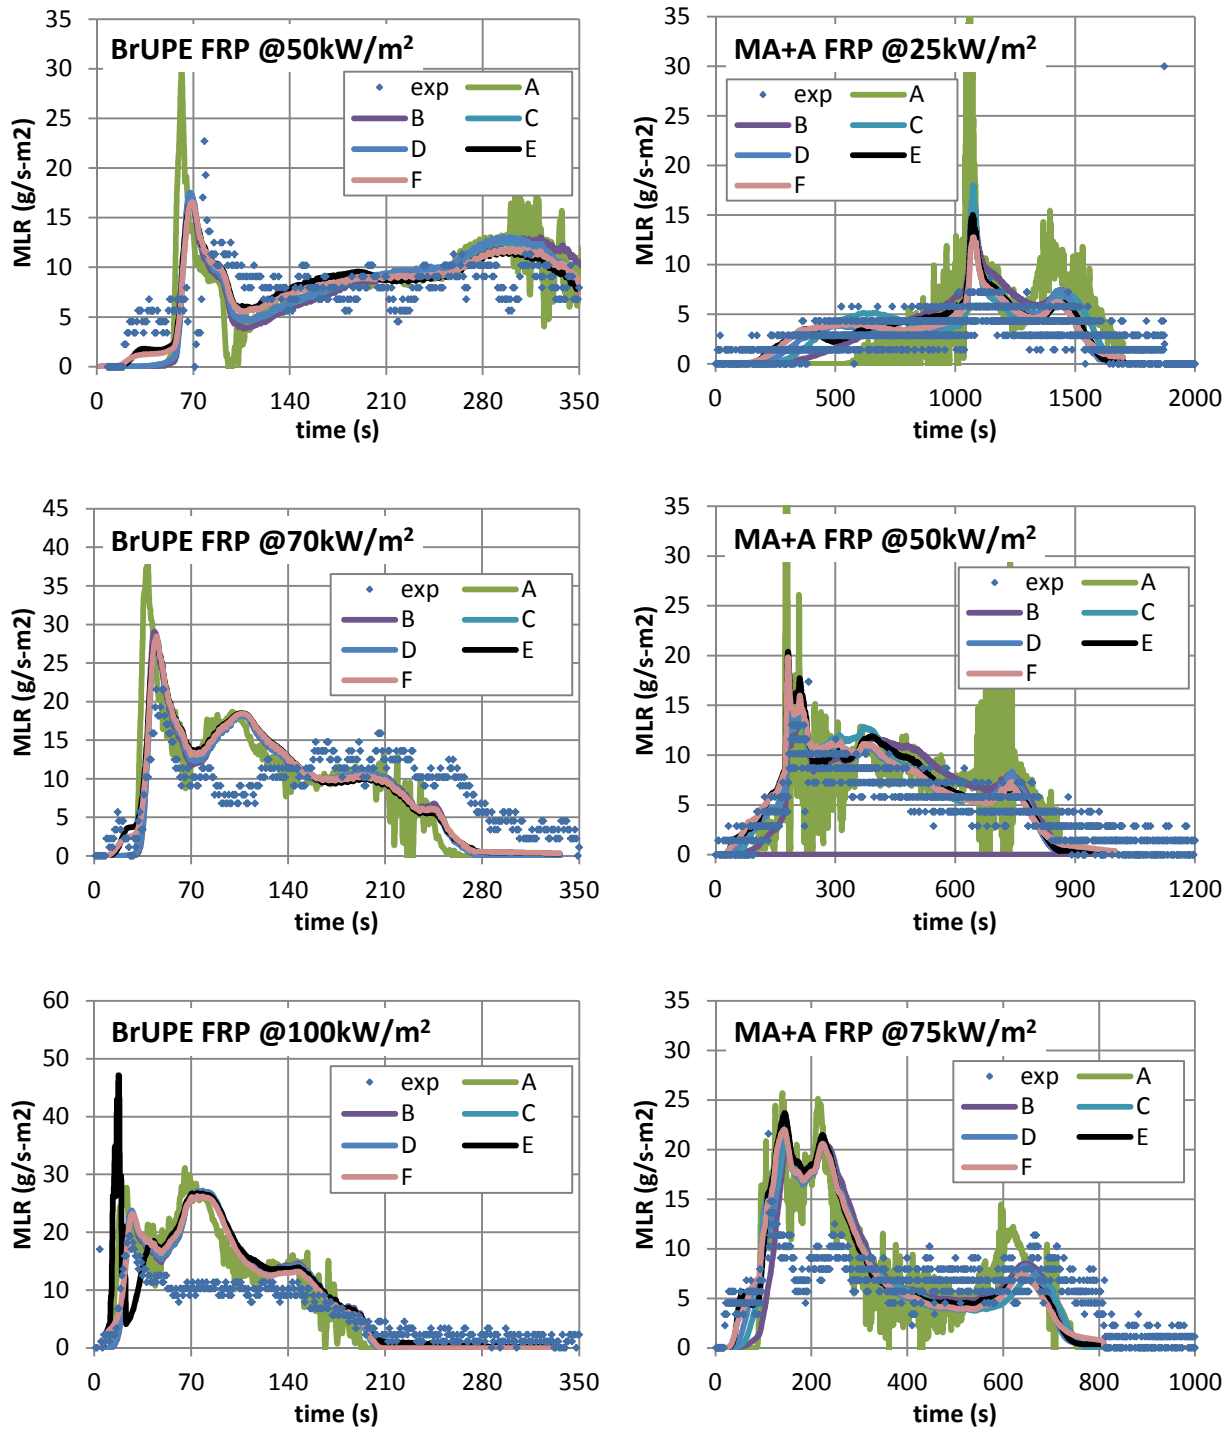 BrUPE FRP @50kW/m²
exp A
B C
D E
F
MLR (g/s-m2)
35
30
25
20
15
10
5
0
0 70 140 210 280 350
time (s)
MA+A FRP @25kW/m²
exp A
B C
D E
F
MLR (g/s-m2)
35
30
25
20
15
10
5
0
0 500 1000 1500 2000
time (s)
BrUPE FRP @70kW/m²
exp A
B C
D E
F
MLR (g/s-m2)
45
40
35
30
25
20
15
10
5
0
0 70 140 210 280 350
time (s)
MA+A FRP @50kW/m²
exp A
B C
D E
F
MLR (g/s-m2)
35
30
25
20
15
10
5
0
0 300 600 900 1200
time (s)
BrUPE FRP @100kW/m²
exp A
B C
D E
F
MLR (g/s-m2)
60
50
40
30
20
10
0
0 70 140 210 280 350
time (s)
MA+A FRP @75kW/m²
exp A
B C
D E
F
MLR (g/s-m2)
35
30
25
20
15
10
5
0
0 200 400 600 800 1000
time (s)